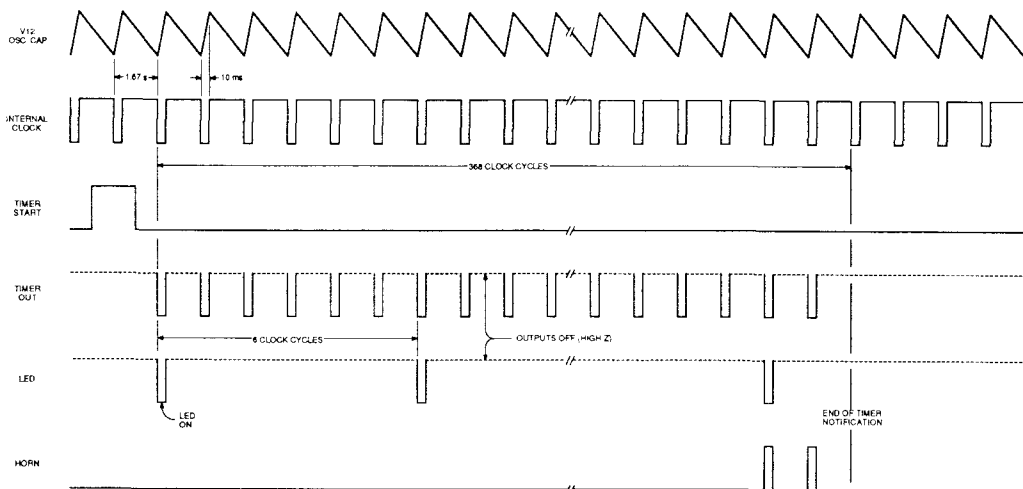 V12
OSC CAP
1.67 s
10 ms
INTERNAL
CLOCK
368 CLOCK CYCLES
TIMER
START
TIMER
OUT
6 CLOCK CYCLES
OUTPUTS OFF (HIGH Z)
LED
LED
ON
END OF TIMER
NOTIFICATION
HORN